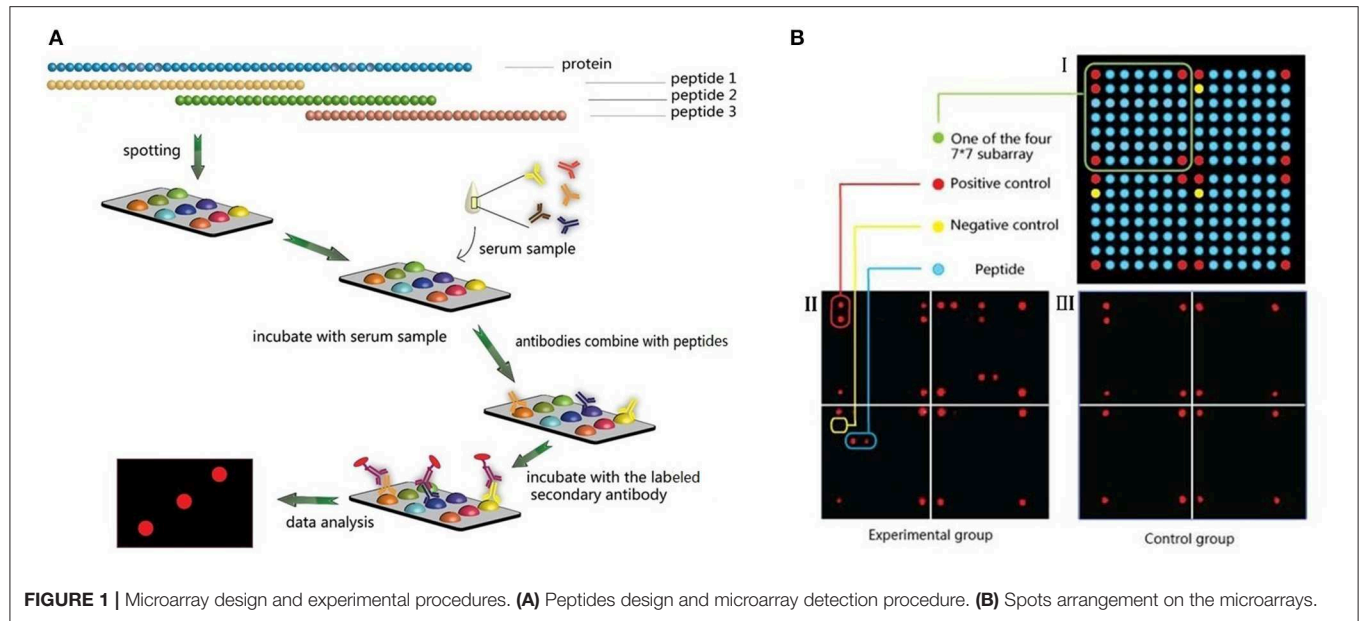 A
protein
peptide 1
peptide 2
peptide 3
spotting
serum sample
incubate with serum sample
antibodies combine with peptides
incubate with the labeled
secondary antibody
data analysis
B
I
One of the four
7*7 subarray
Positive control
Negative control
Peptide
II
III
Experimental group
Control group
FIGURE 1 | Microarray design and experimental procedures. (A) Peptides design and microarray detection procedure. (B) Spots arrangement on the microarrays.